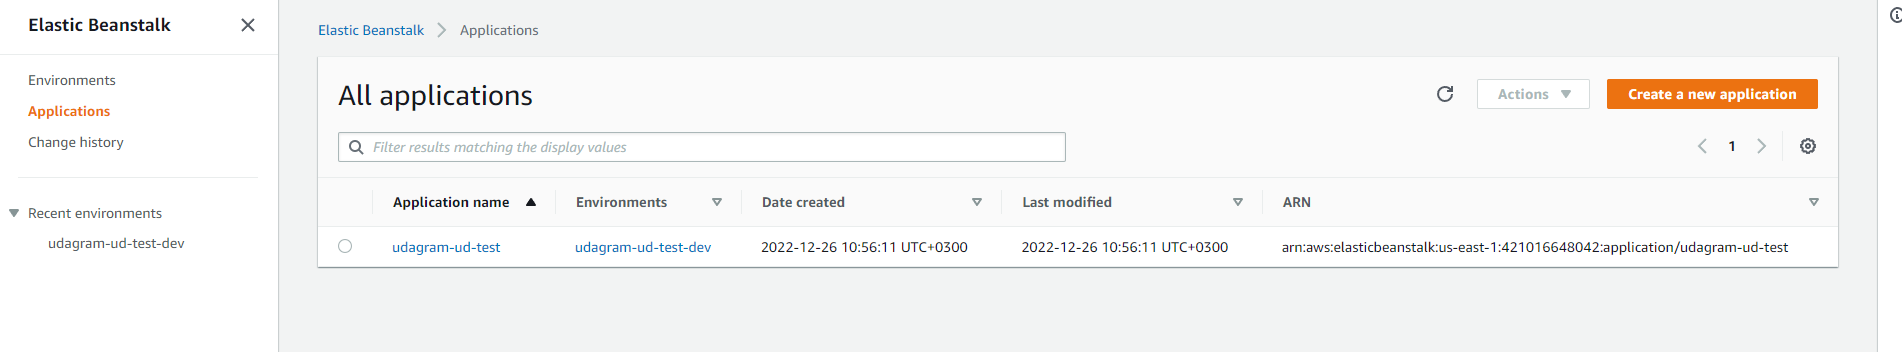 Elastic Beanstalk
Environments
Applications
Change history
Recent environments
udagram-ud-test-dev
Elastic Beanstalk Applications
All applications
Actions
Create a new application
Filter results matching the display values
1
Application name Environments Date created Last modified ARN
udagram-ud-test udagram-ud-test-dev 2022-12-26 10:56:11 UTC+0300 2022-12-26 10:56:11 UTC+0300 arn:aws:elasticbeanstalk:us-east-1:421016648042:application/udagram-ud-test